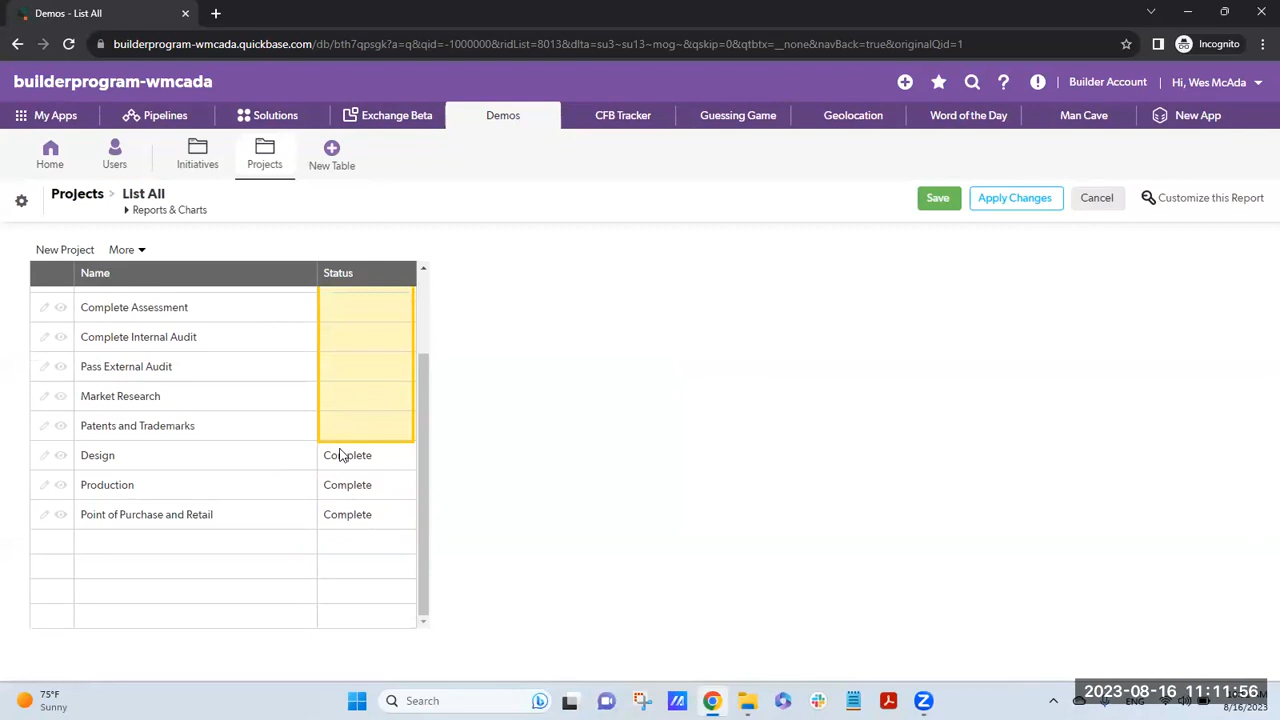 Demos - List All
builderprogram-wmcada.quickbase.com/db/bth7qpsgk?a=q&qid=-1000000&ridList=8013&dlta=su3~su13~mog~&qskip=0&qtbtx=__none&navBack=true&originalQid=1
Incognito
builderprogram-wmcada
Builder Account
Hi, Wes McAda
My Apps
Pipelines
Solutions
Exchange Beta
Demos
CFB Tracker
Guessing Game
Geolocation
Word of the Day
Man Cave
New App
Home
Users
Initiatives
Projects
New Table
Projects > List All
Reports & Charts
Save
Apply Changes
Cancel
Customize this Report
New Project More
Name Status
Complete Assessment
Complete Internal Audit
Pass External Audit
Market Research
Patents and Trademarks
Design Complete
Production Complete
Point of Purchase and Retail Complete
75°F
Sunny
Search
ENG
2023-08-16 11:11:56
8/16/2023